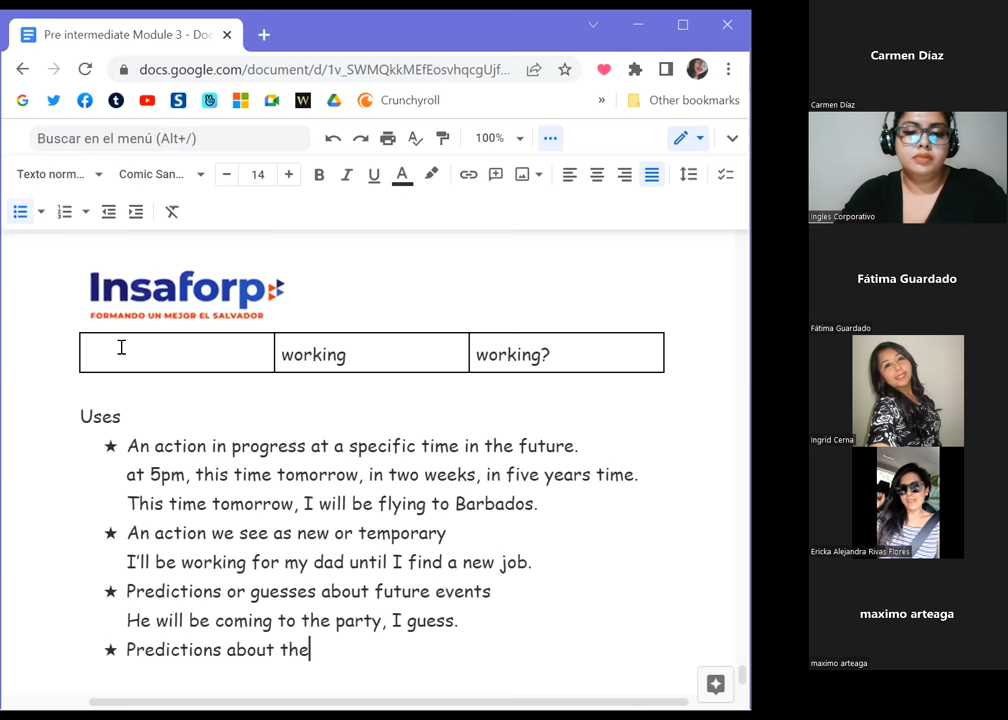 Pre intermediate Module 3 - Doc
docs.google.com/document/d/1v_SWMQkkMEfEosvhqcgUjf...
Crunchyroll
»
Other bookmarks
Buscar en el menú (Alt+/)
100%
Texto norm...
Comic San...
14
Insaforp
FORMANDO UN MEJOR EL SALVADOR
working
working?
Uses
★ An action in progress at a specific time in the future.
at 5pm, this time tomorrow, in two weeks, in five years time.
This time tomorrow, I will be flying to Barbados.
★ An action we see as new or temporary
I'll be working for my dad until I find a new job.
★ Predictions or guesses about future events
He will be coming to the party, I guess.
★ Predictions about the
Carmen Díaz
Carmen Díaz
Ingles Corporativo
Fátima Guardado
Fátima Guardado
Ingrid Cerna
Ericka Alejandra Rivas Flores
maximo arteaga
maximo arteaga